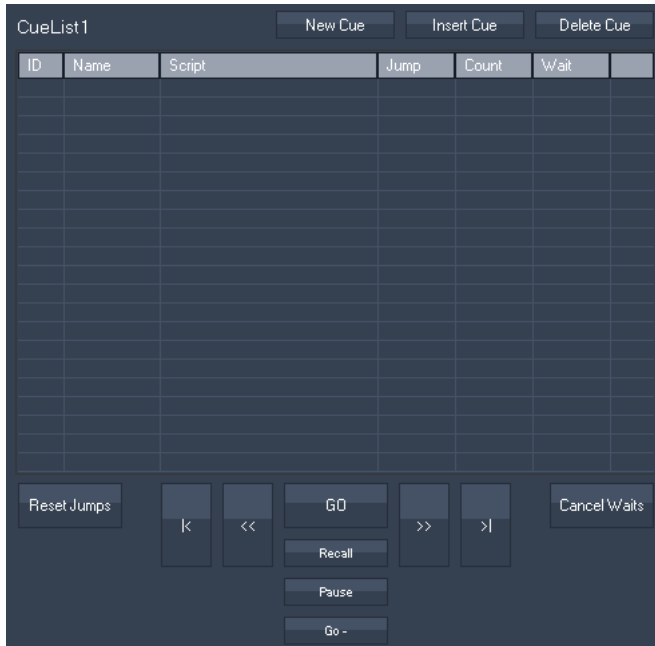 CueList1 New Cue Insert Cue Delete Cue
ID Name Script Jump Count Wait
Reset Jumps |< << GO >> >| Cancel Waits
Recall
Pause
Go -